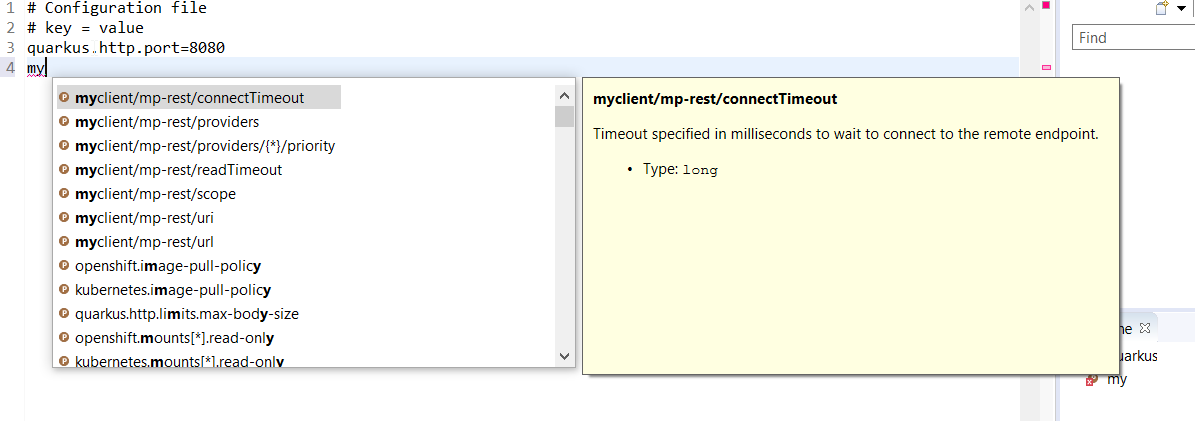 1 # Configuration file
2 # key = value
3 quarkus.http.port=8080
4 my
myclient/mp-rest/connectTimeout
myclient/mp-rest/providers
myclient/mp-rest/providers/{*}/priority
myclient/mp-rest/readTimeout
myclient/mp-rest/scope
myclient/mp-rest/uri
myclient/mp-rest/url
openshift.image-pull-policy
kubernetes.image-pull-policy
quarkus.http.limits.max-body-size
openshift.mounts[*].read-only
kubernetes.mounts[*].read-only
myclient/mp-rest/connectTimeout
Timeout specified in milliseconds to wait to connect to the remote endpoint.
• Type: long
Find
ne
uarkus
my